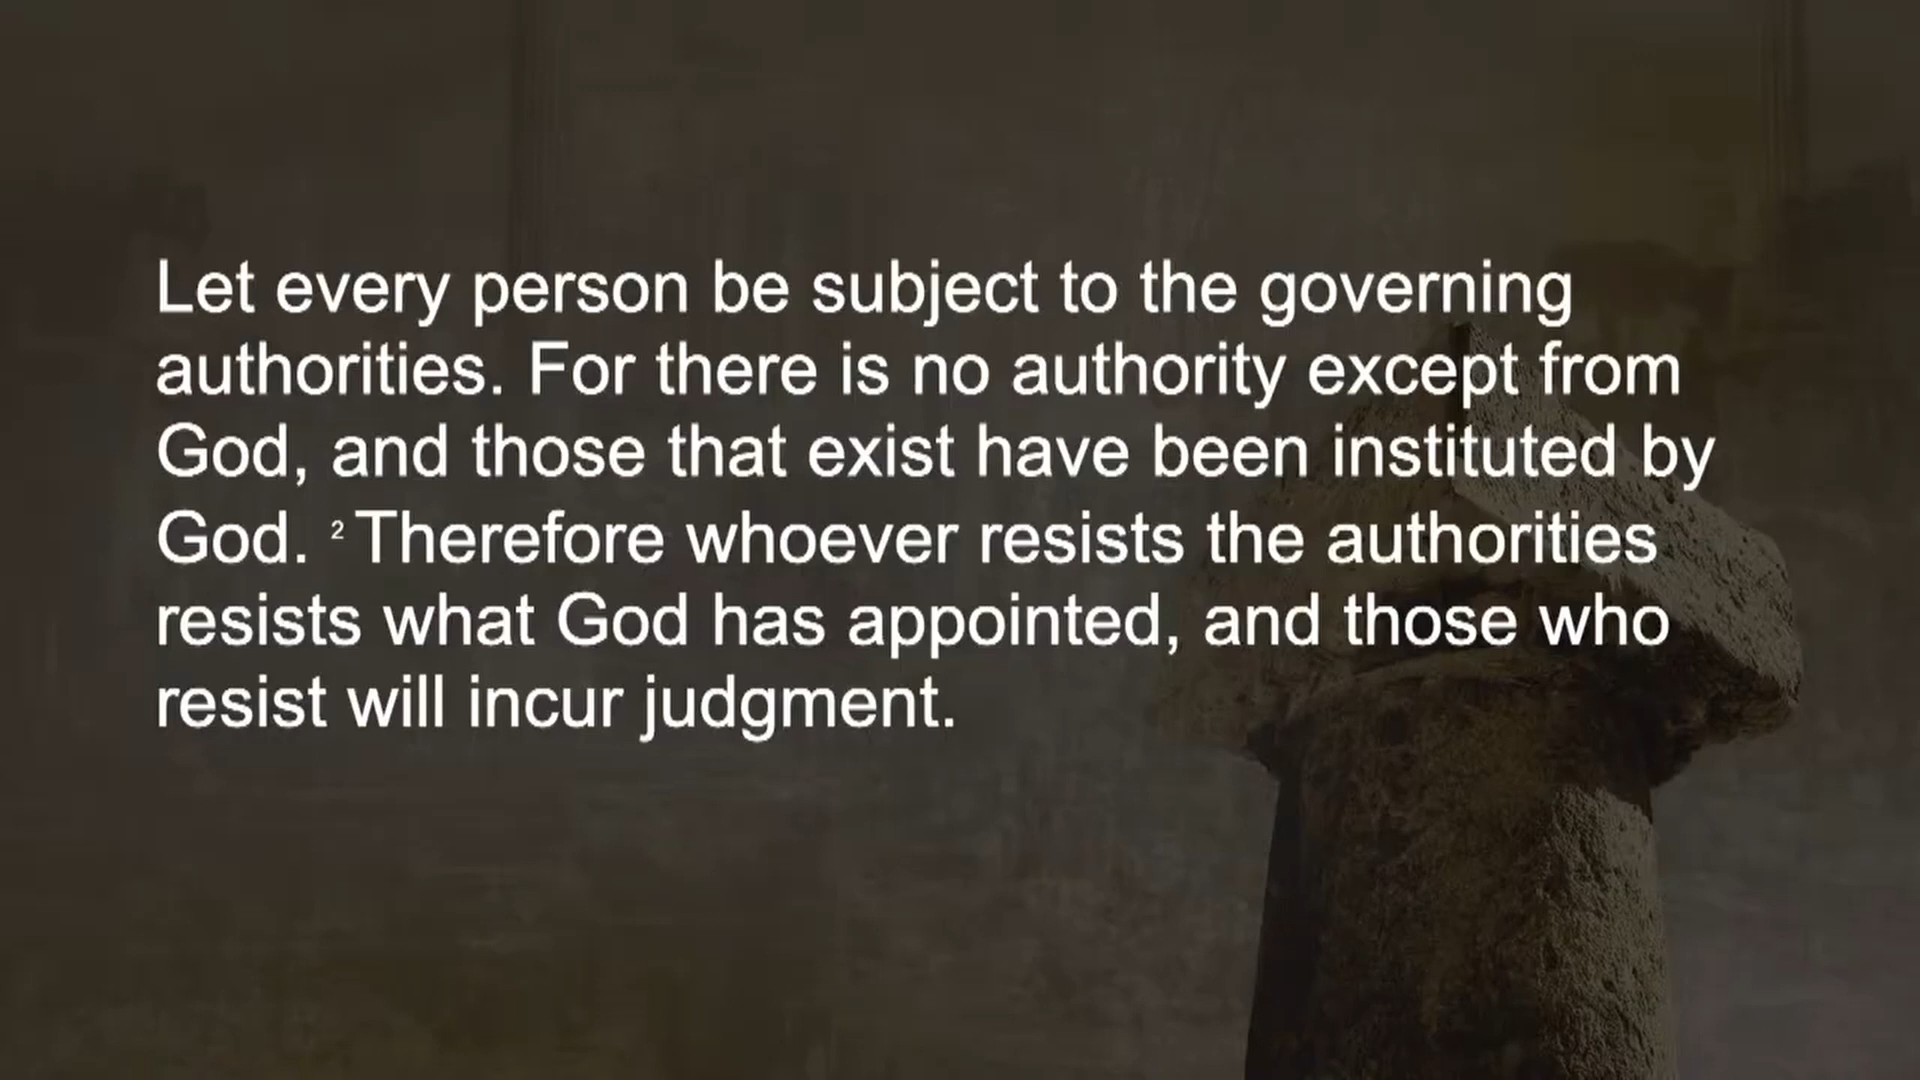 Let every person be subject to the governing
authorities. For there is no authority except from
God, and those that exist have been instituted by
God. ² Therefore whoever resists the authorities
resists what God has appointed, and those who
resist will incur judgment.